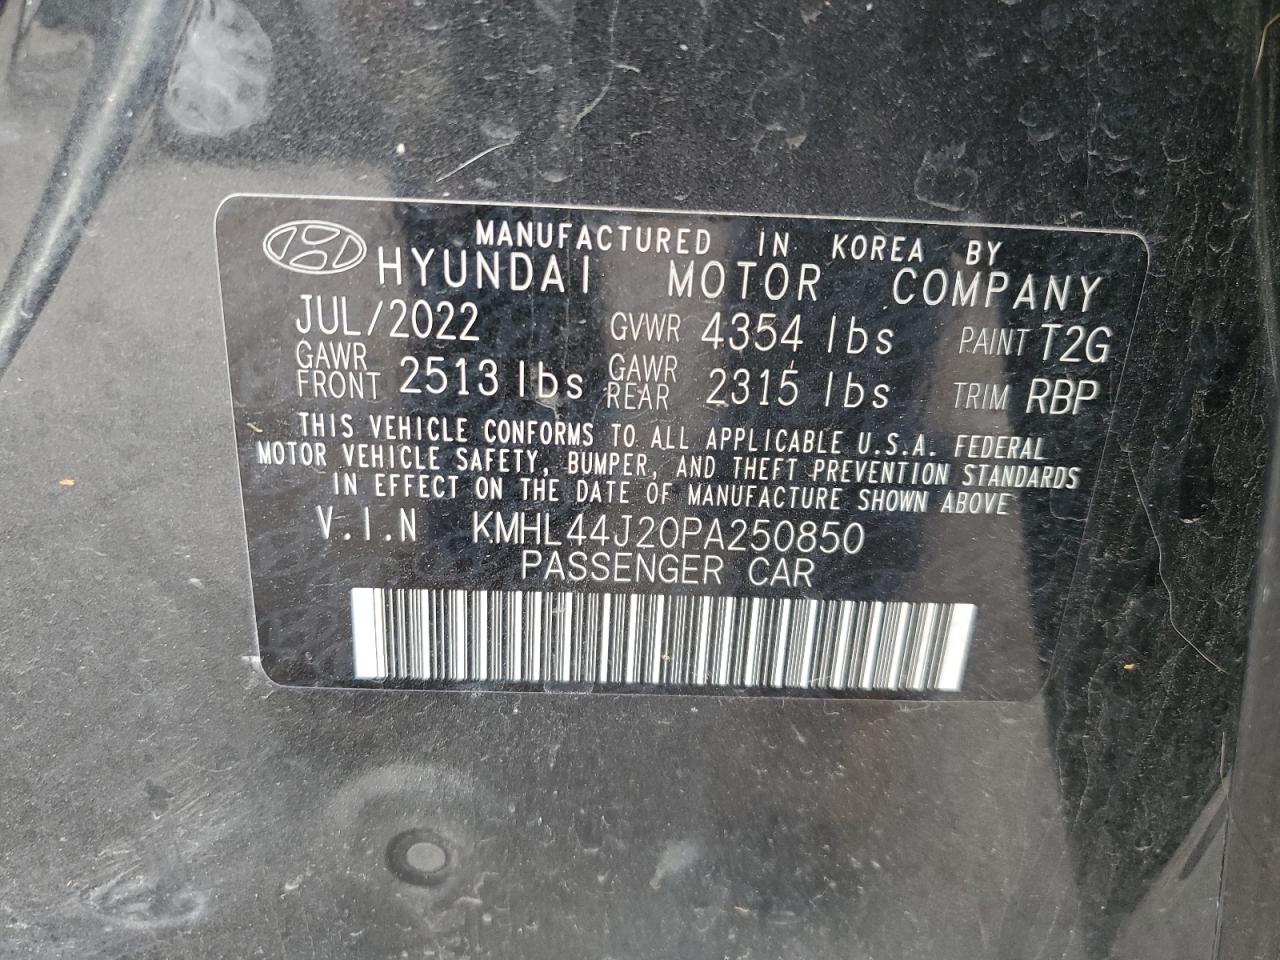 MANUFACTURED IN KOREA BY
HYUNDAI MOTOR COMPANY
JUL/2022 GVWR 4354 lbs PAINT T2G
GAWR FRONT 2513 lbs GAWR REAR 2315 lbs TRIM RBP
THIS VEHICLE CONFORMS TO ALL APPLICABLE U.S.A. FEDERAL
MOTOR VEHICLE SAFETY, BUMPER, AND THEFT PREVENTION STANDARDS
IN EFFECT ON THE DATE OF MANUFACTURE SHOWN ABOVE
V.I.N KMHL44J20PA250850
PASSENGER CAR